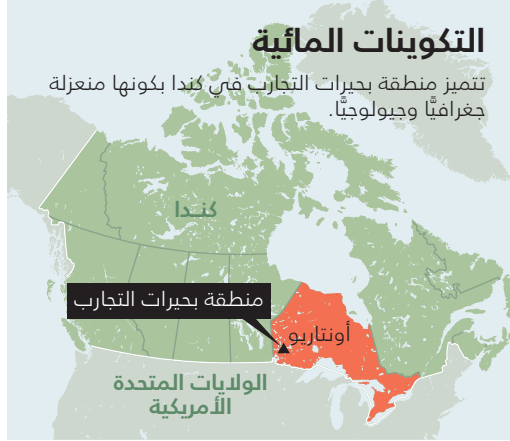 التكوينات المائية
تتميز منطقة بحيرات التجارب في كندا بكونها منعزلة
جغرافيًّا وجيولوجيًّا.
كنـدا
منطقة بحيرات التجارب
أونتاريو
الولايات المتحدة
الأمريكية